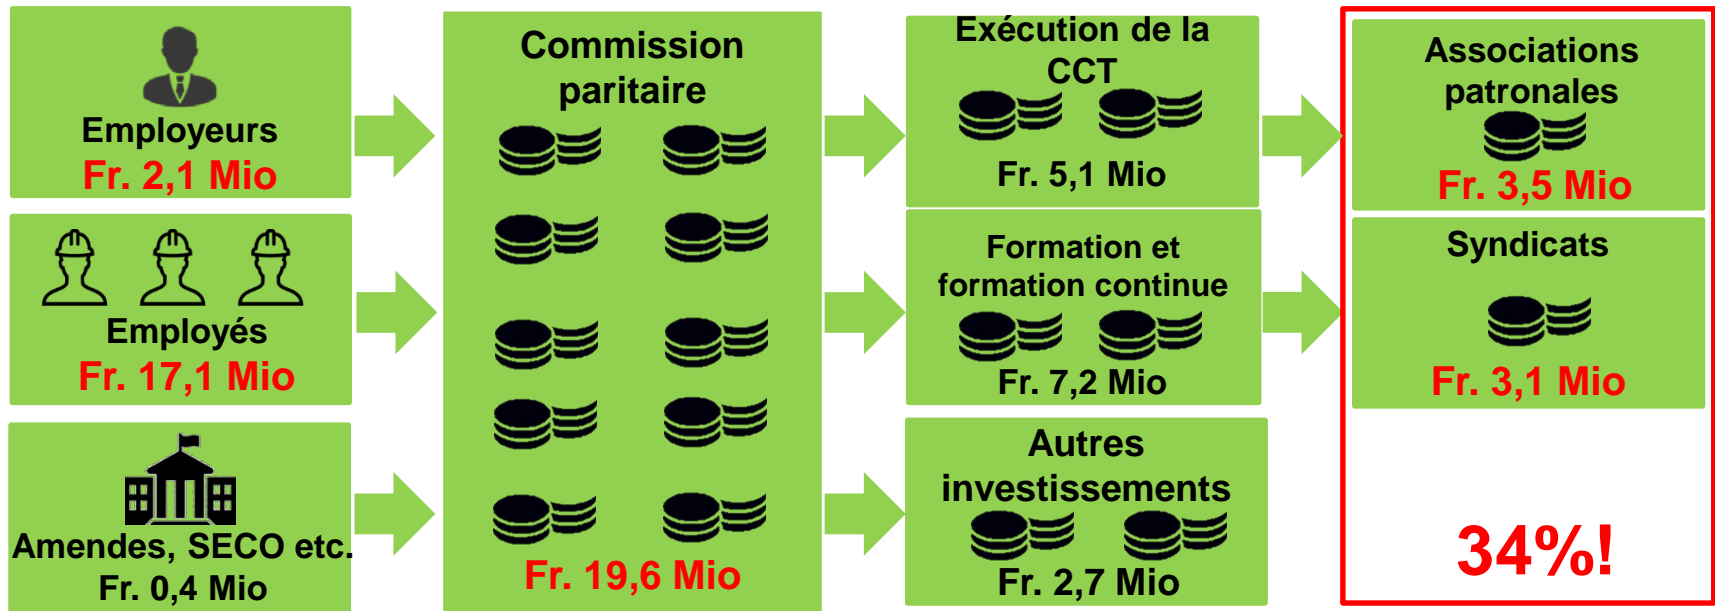 Employeurs
Fr. 2,1 Mio
Employés
Fr. 17,1 Mio
Amendes, SECO etc.
Fr. 0,4 Mio
Commission
paritaire
Fr. 19,6 Mio
Exécution de la
CCT
Fr. 5,1 Mio
Formation et
formation continue
Fr. 7,2 Mio
Autres
investissements
Fr. 2,7 Mio
Associations
patronales
Fr. 3,5 Mio
Syndicats
Fr. 3,1 Mio
34%!